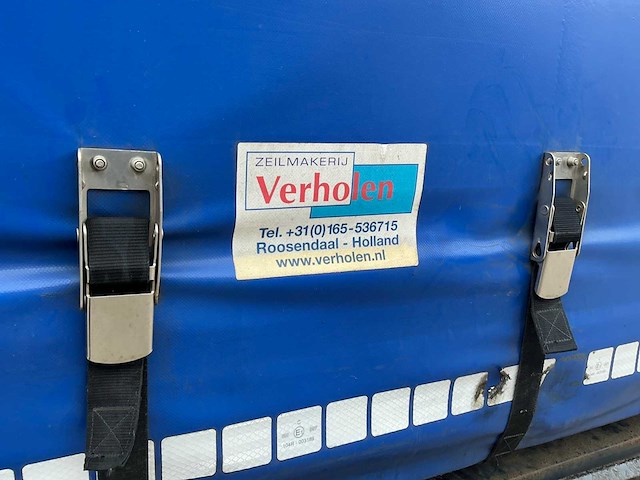 ZEILMAKERIJ
Verholen
Tel. +31(0)165-536715
Roosendaal - Holland
www.verholen.nl